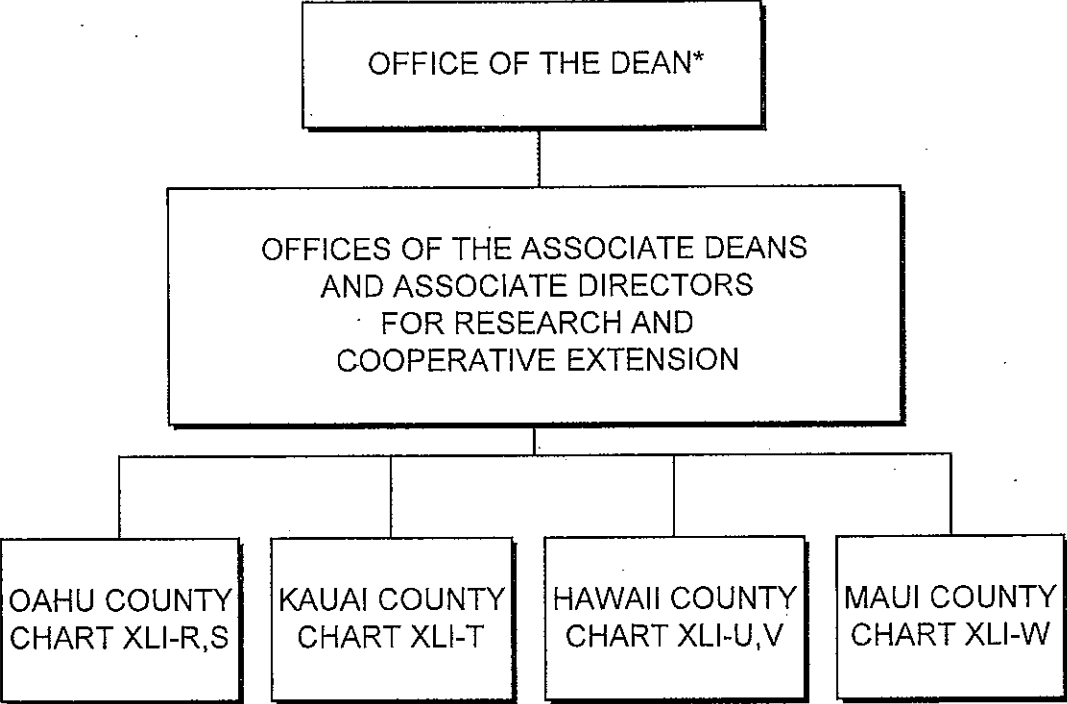 OFFICE OF THE DEAN*
OFFICES OF THE ASSOCIATE DEANS
AND ASSOCIATE DIRECTORS
FOR RESEARCH AND
COOPERATIVE EXTENSION
OAHU COUNTY
CHART XLI-R,S
KAUAI COUNTY
CHART XLI-T
HAWAII COUNTY
CHART XLI-U,V
MAUI COUNTY
CHART XLI-W